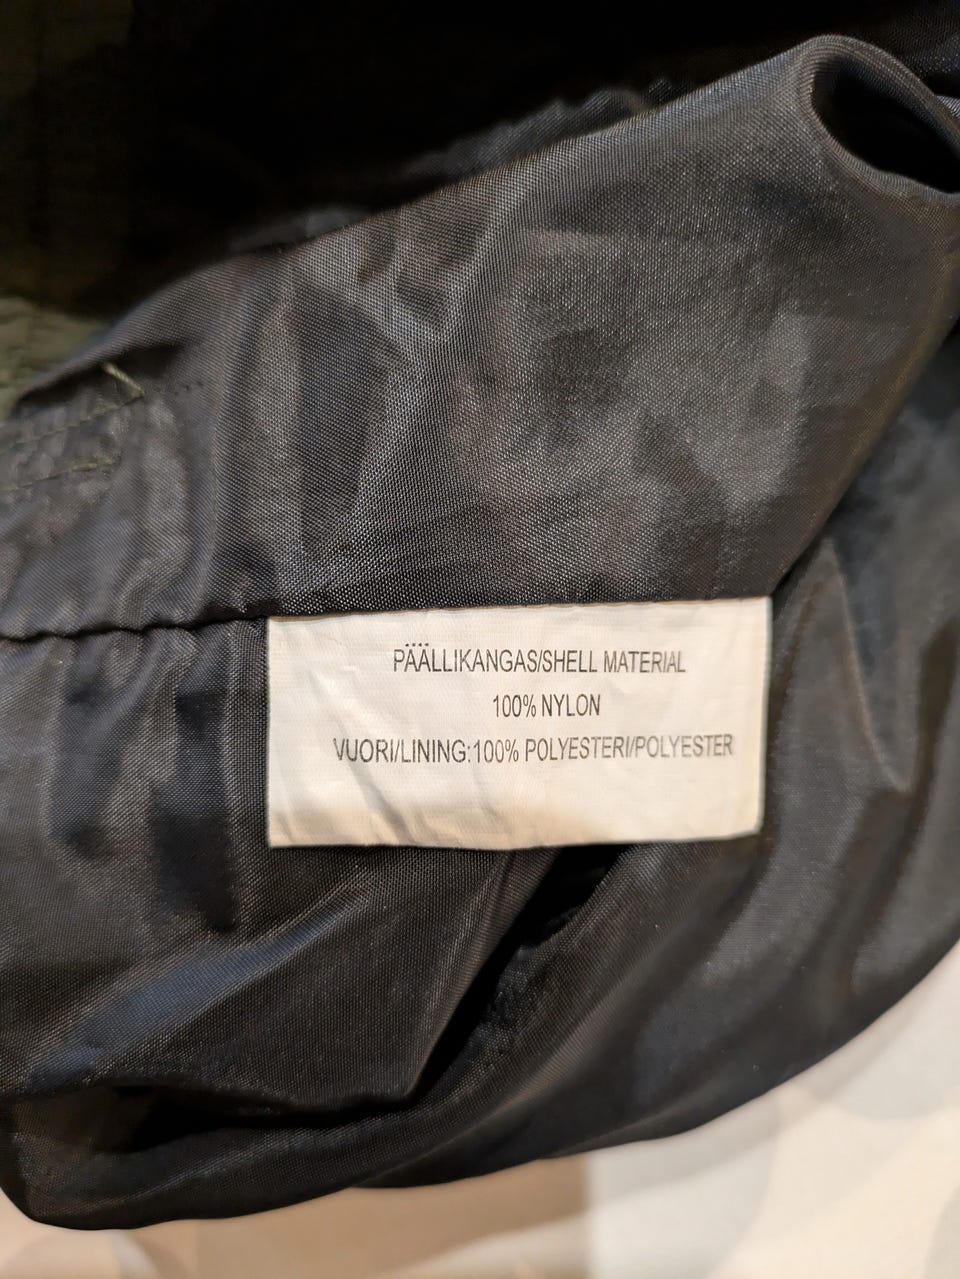 PÄÄLLIKANGAS/SHELL MATERIAL
100% NYLON
VUORI/LINING:100% POLYESTERI/POLYESTER